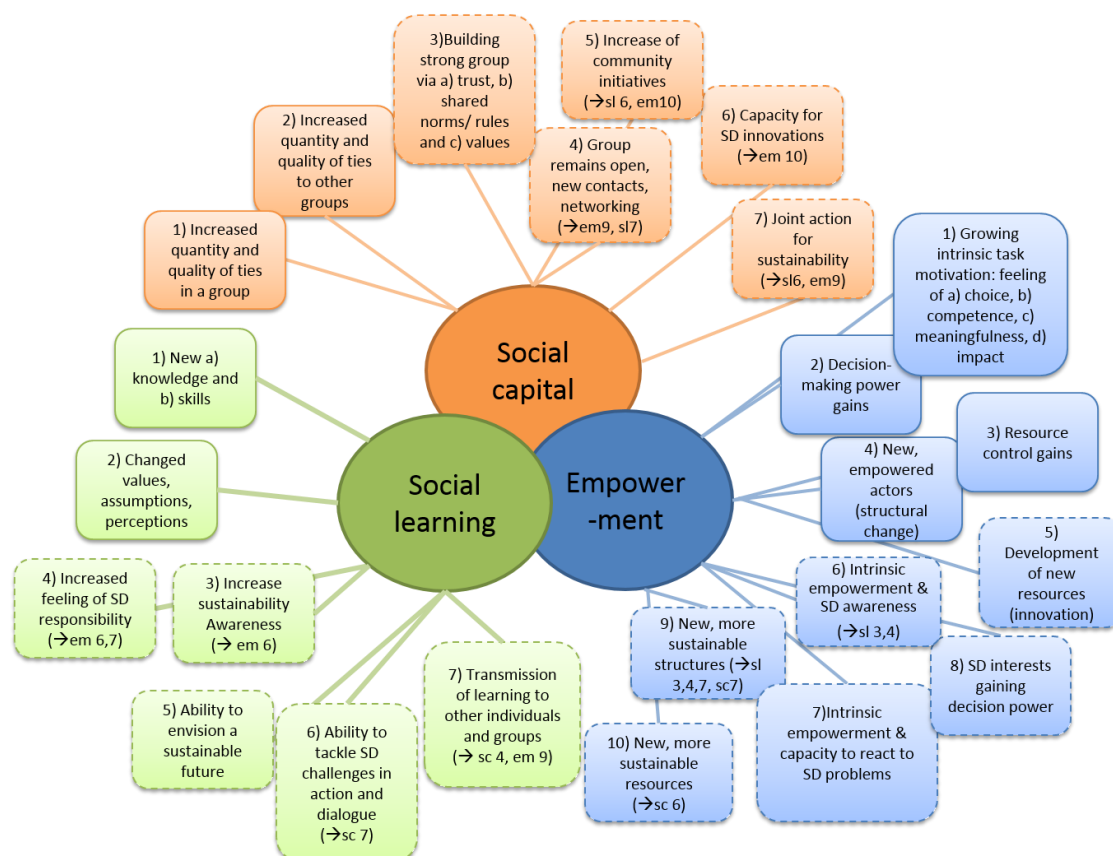 3)Building
strong group
via a) trust, b)
shared
norms/ rules
and c) values
5) Increase of
community
initiatives
(→sl 6, em10)
2) Increased
quantity and
quality of ties
to other
groups
4) Group
remains open,
new contacts,
networking
(→em9, sl7)
6) Capacity for
SD innovations
(→em 10)
1) Increased
quantity and
quality of ties
in a group
7) Joint action
for
sustainability
(→sl6, em9)
Social
capital
1) New a)
knowledge and
b) skills
2) Changed
values,
assumptions,
perceptions
Social
learning
4) Increased
feeling of SD
responsibility
(→em 6,7)
3) Increase
sustainability
Awareness
(→ em 6)
5) Ability to
envision a
sustainable
future
6) Ability to
tackle SD
challenges in
action and
dialogue
(→sc 7)
7) Transmission
of learning to
other individuals
and groups
(→ sc 4, em 9)
Empower
-ment
1) Growing
intrinsic task
motivation: feeling
of a) choice, b)
competence, c)
meaningfulness, d)
impact
2) Decision-
making power
gains
3) Resource
control gains
4) New,
empowered
actors
(structural
change)
5)
Development
of new
resources
(innovation)
6) Intrinsic
empowerment &
SD awareness
(→sl 3,4)
9) New, more
sustainable
structures (→sl
3,4,7, sc7)
8) SD interests
gaining
decision power
7)Intrinsic
empowerment &
capacity to react to
SD problems
10) New, more
sustainable
resources
(→sc 6)